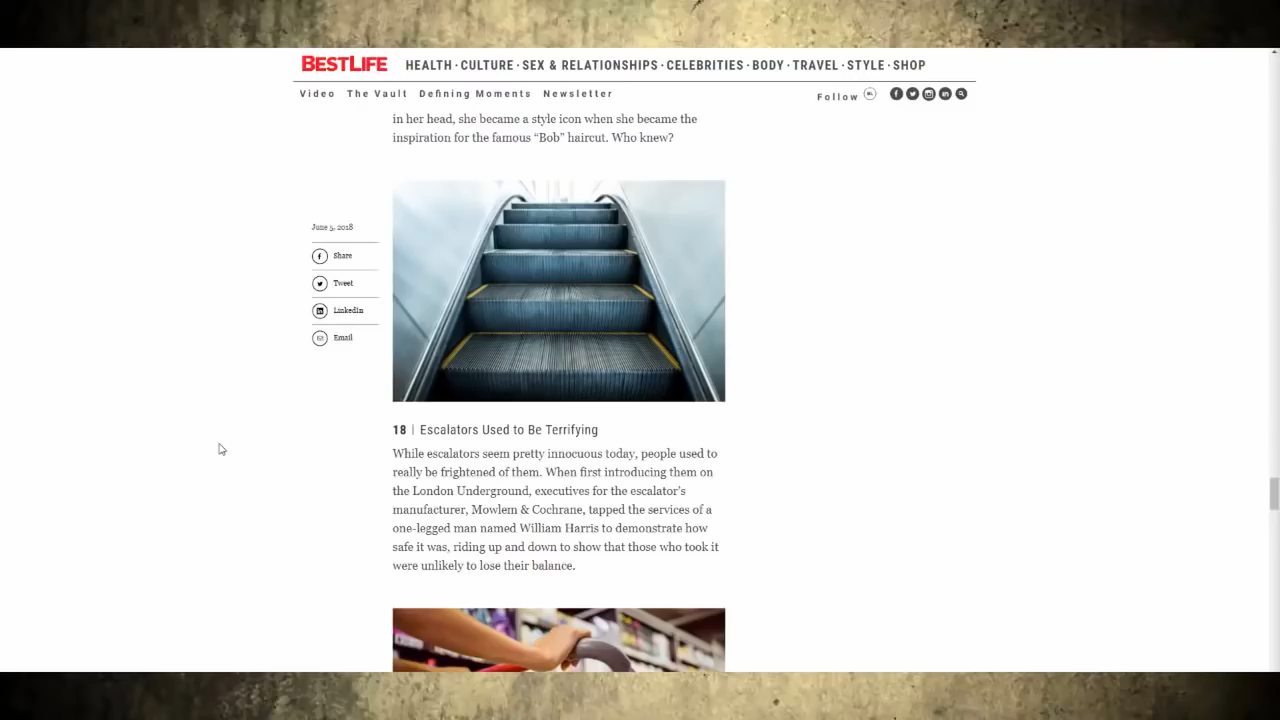 BESTLIFE
HEALTH · CULTURE · SEX & RELATIONSHIPS · CELEBRITIES · BODY · TRAVEL · STYLE · SHOP
Video The Vault Defining Moments Newsletter
Follow BL
in her head, she became a style icon when she became the
inspiration for the famous “Bob” haircut. Who knew?
June 5, 2018
Share
Tweet
LinkedIn
Email
18 | Escalators Used to Be Terrifying
While escalators seem pretty innocuous today, people used to
really be frightened of them. When first introducing them on
the London Underground, executives for the escalator’s
manufacturer, Mowlem & Cochrane, tapped the services of a
one-legged man named William Harris to demonstrate how
safe it was, riding up and down to show that those who took it
were unlikely to lose their balance.